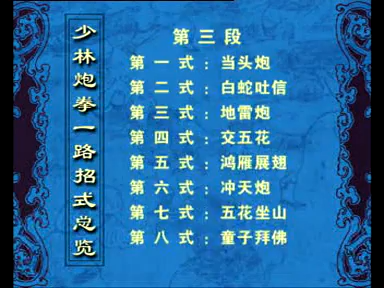 少林炮拳一路招式总览
第三段
第一式：当头炮
第二式：白蛇吐信
第三式：地雷炮
第四式：交五花
第五式：鸿雁展翅
第六式：冲天炮
第七式：五花坐山
第八式：童子拜佛